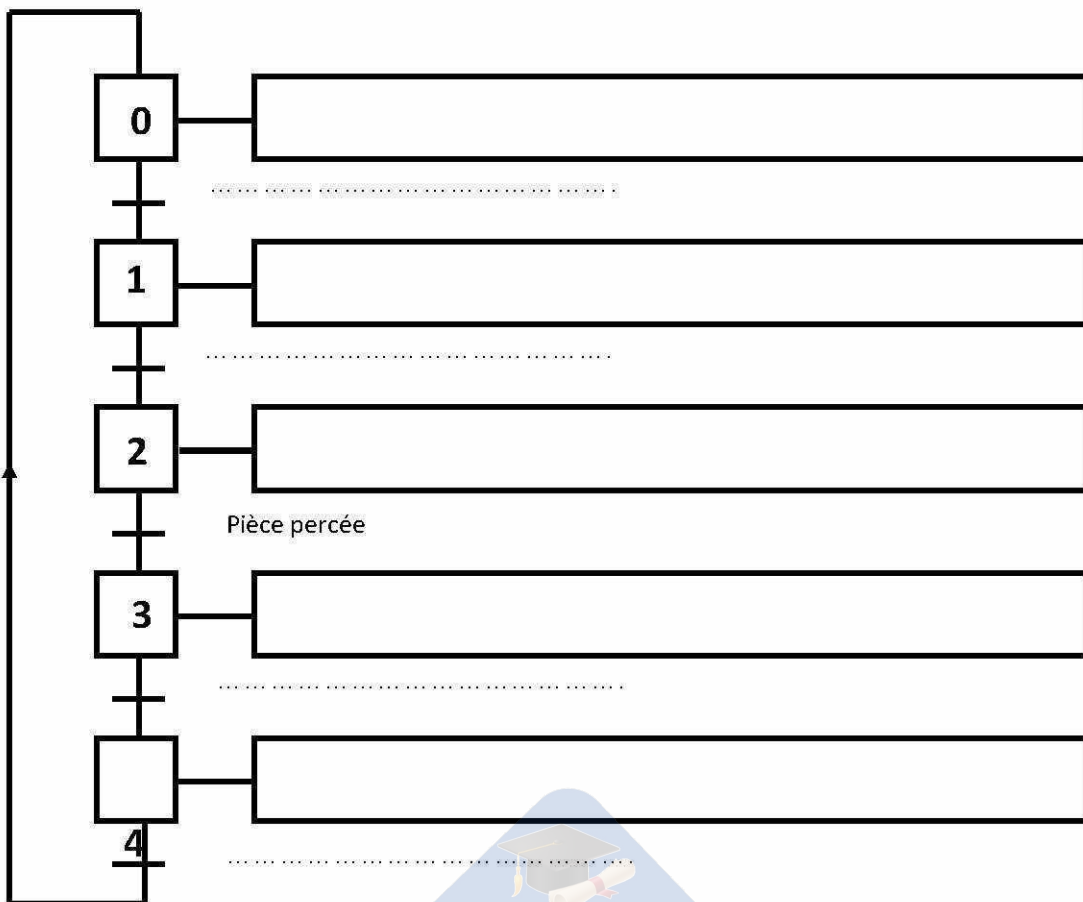 0
… … … … … … … … … … … … … … … .
1
… … … … … … … … … … … … … … … .
2
Pièce percée
3
… … … … … … … … … … … … … … … .
4
… … … … … … … … … … … … … … … .